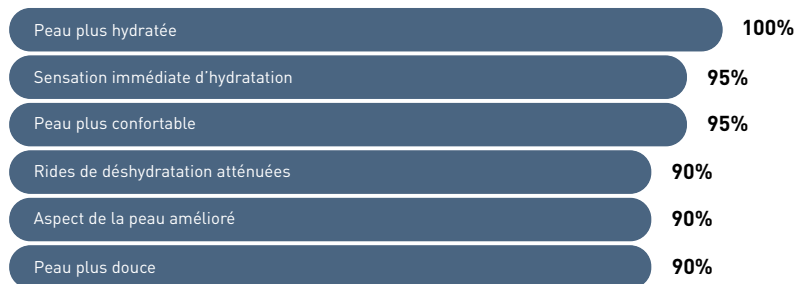 Peau plus hydratée 100%
Sensation immédiate d'hydratation 95%
Peau plus confortable 95%
Rides de déshydratation atténuées 90%
Aspect de la peau amélioré 90%
Peau plus douce 90%